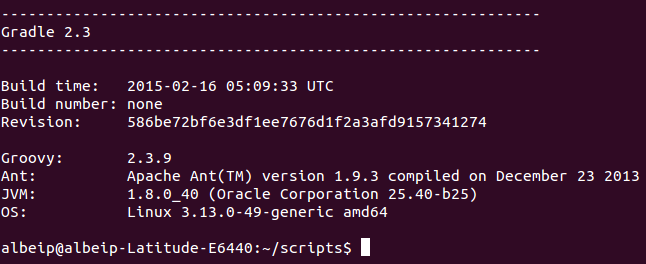 ------------------------------------------------------------
Gradle 2.3
------------------------------------------------------------
Build time:   2015-02-16 05:09:33 UTC
Build number: none
Revision:     586be72bf6e3df1ee7676d1f2a3afd9157341274
Groovy:       2.3.9
Ant:          Apache Ant(TM) version 1.9.3 compiled on December 23 2013
JVM:          1.8.0_40 (Oracle Corporation 25.40-b25)
OS:           Linux 3.13.0-49-generic amd64
albeip@albeip-Latitude-E6440:~/scripts$